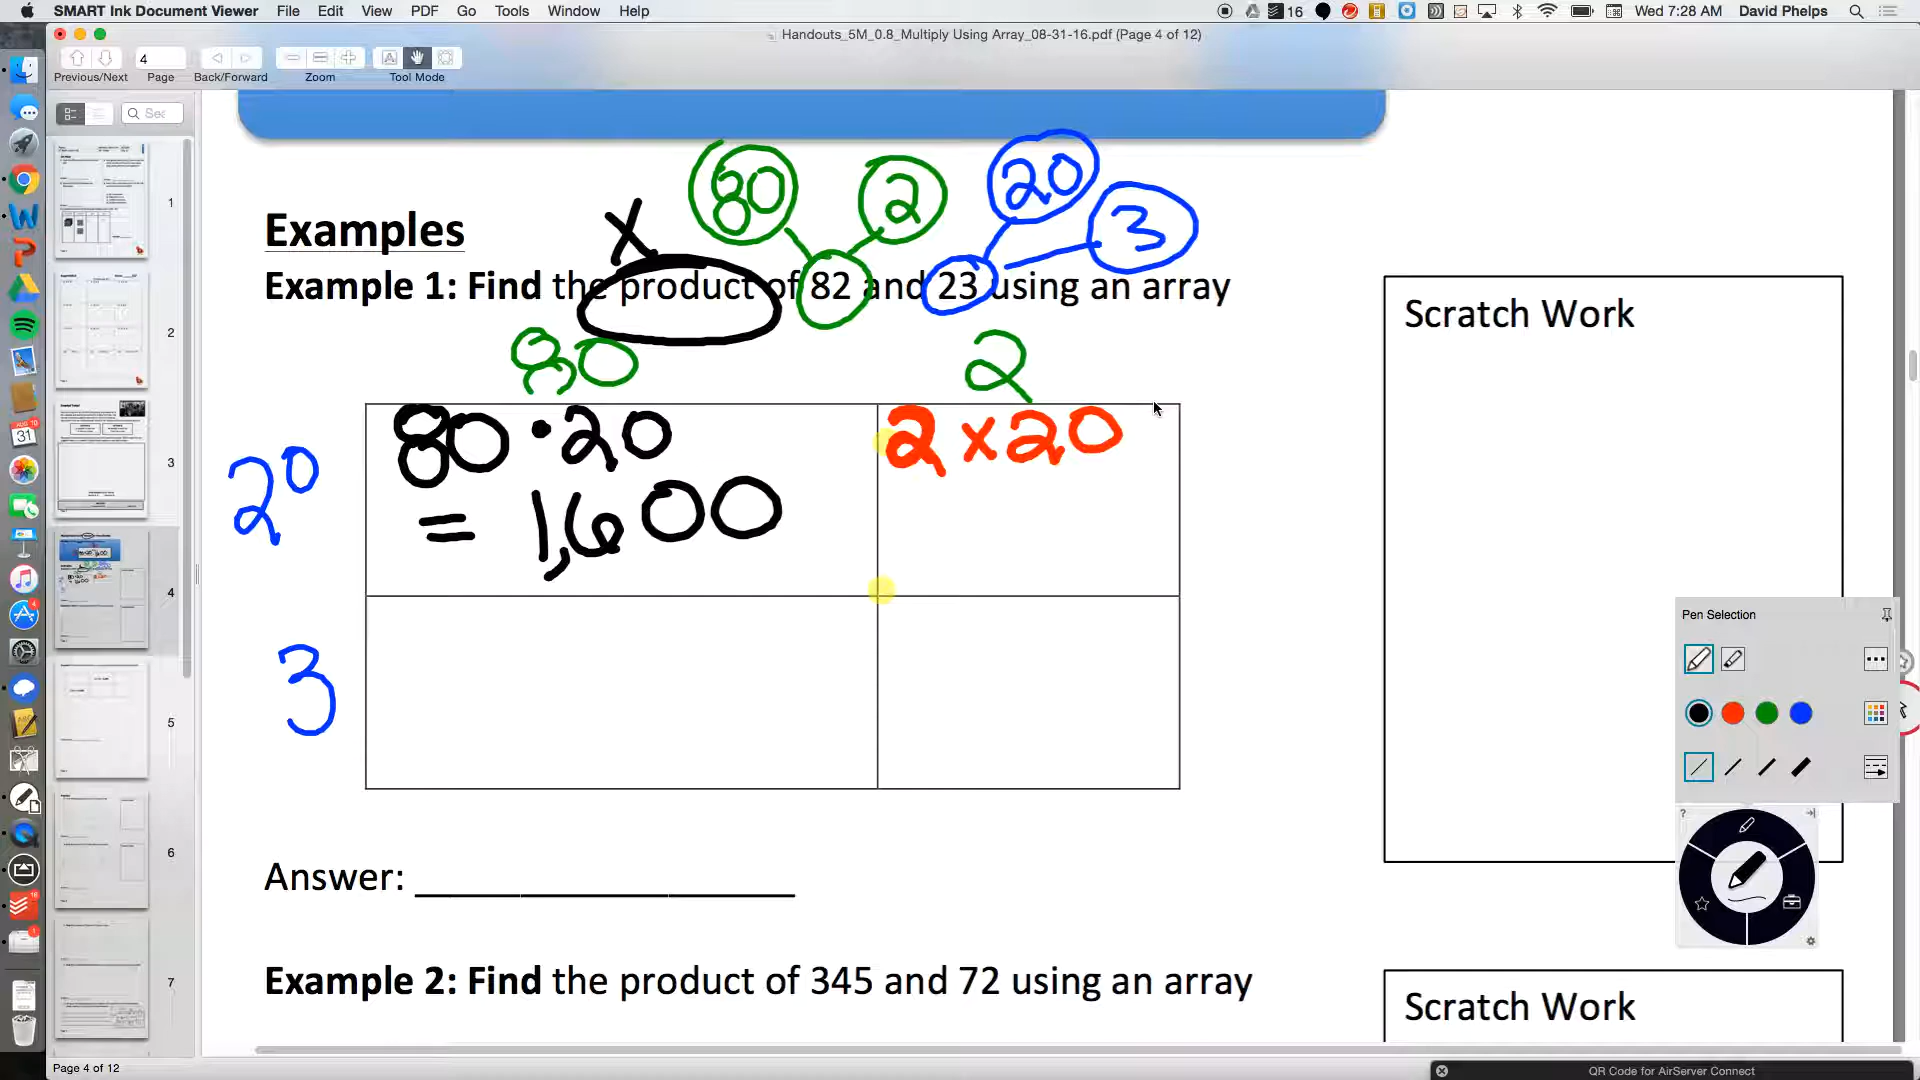 SMART Ink Document Viewer File Edit View PDF Go Tools Window Help 16 Wed 7:28 AM David Phelps
Handouts_5M_0.8_Multiply Using Array_08-31-16.pdf (Page 4 of 12)
4
Previous/Next Page Back/Forward Zoom Tool Mode
1
2
3
4
5
6
7
80 2 20 3
x
Examples
Example 1: Find the product of 82 and 23 using an array
80 2
20
3
80 · 20
= 1,600
2 x 20
Scratch Work
Answer: ____________________
Example 2: Find the product of 345 and 72 using an array
Scratch Work
Pen Selection
Page 4 of 12
QR Code for AirServer Connect